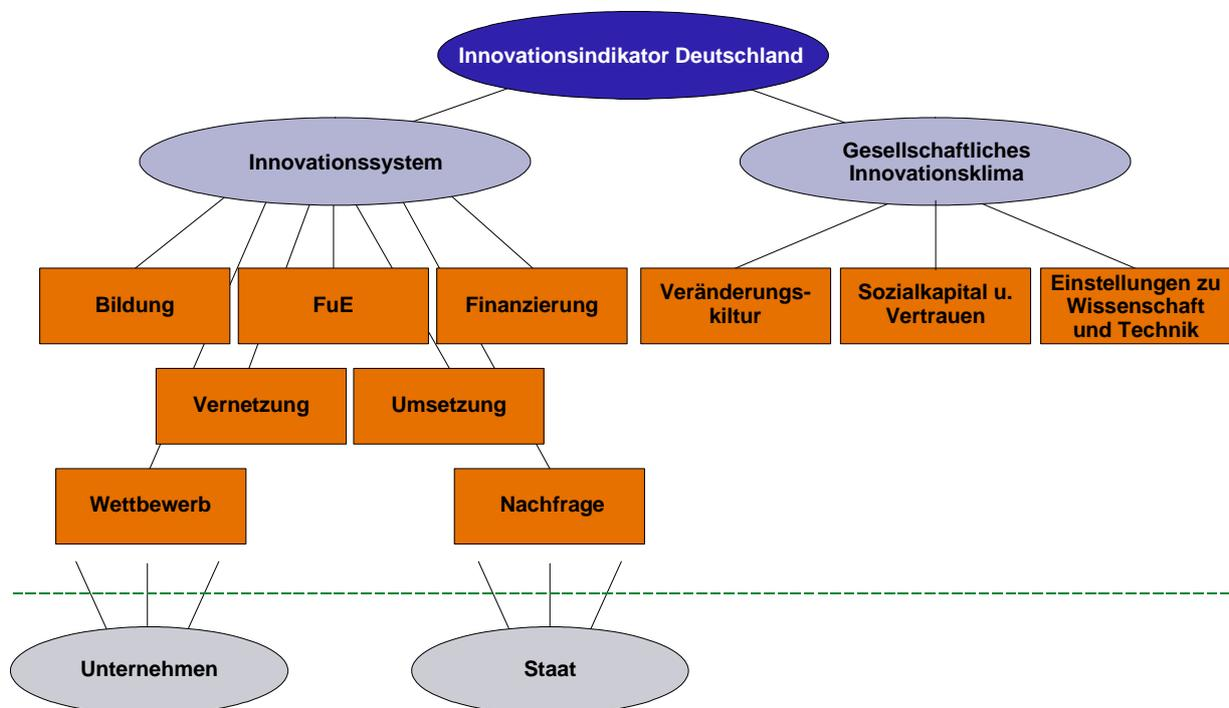 Innovationsindikator Deutschland
Innovationssystem
Gesellschaftliches
Innovationsklima
Bildung
FuE
Finanzierung
Veränderungs-
kiltur
Sozialkapital u.
Vertrauen
Einstellungen zu
Wissenschaft
und Technik
Vernetzung
Umsetzung
Wettbewerb
Nachfrage
Unternehmen
Staat